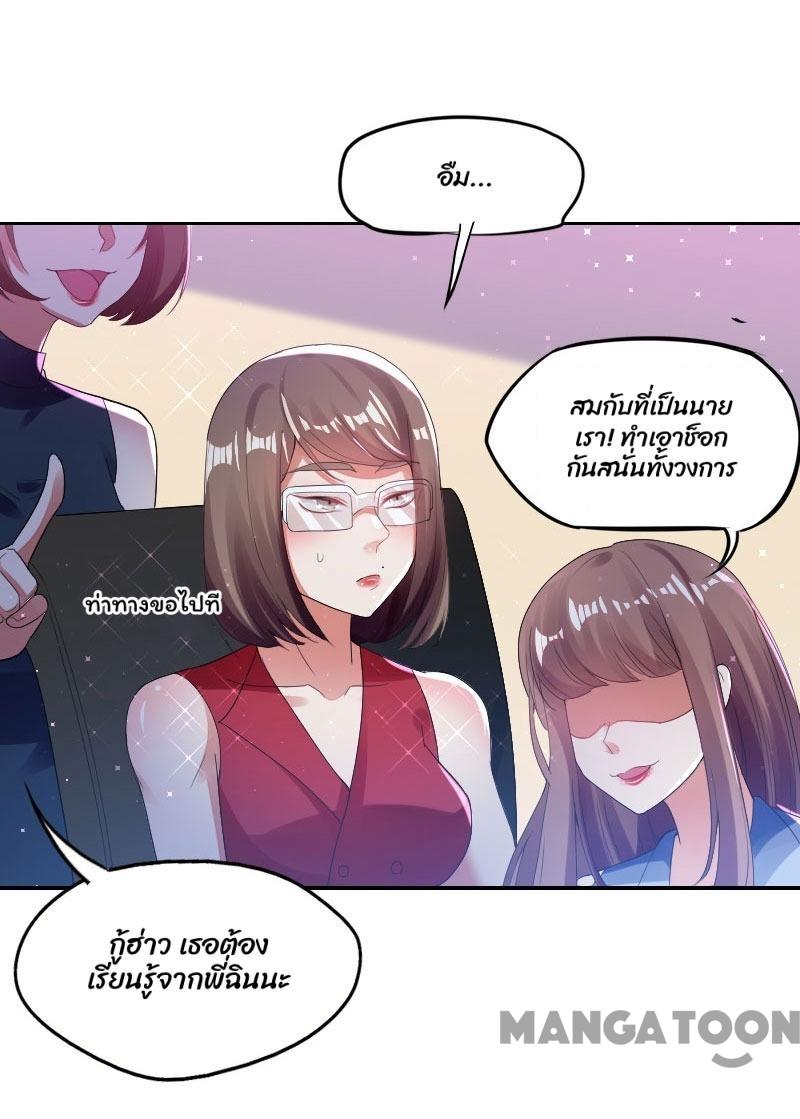 อืม...
สมกับที่เป็นนาย
เรา! ทำเอาช็อก
กันสนั่นทั้งวงการ
ท่าทางขอไปที
กู้ฮ่าว เธอต้อง
เรียนรู้จากพี่ฉินนะ
MANGATOON